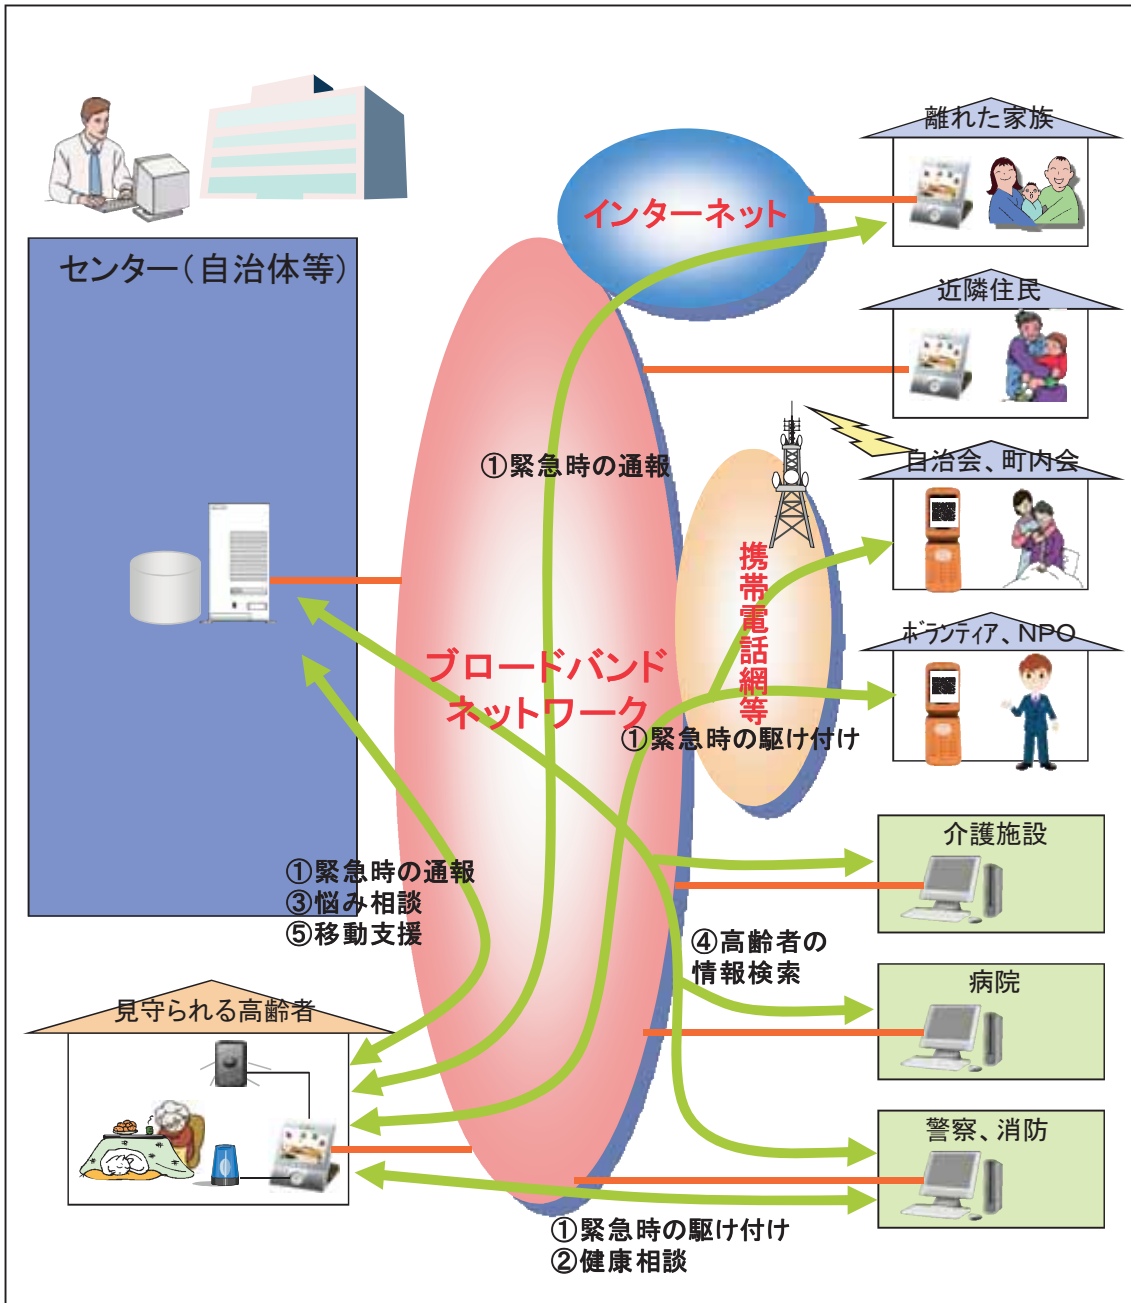 離れた家族
インターネット
センター（自治体等）
近隣住民
①緊急時の通報
自治会、町内会
携帯電話網等
ボランティア、NPO
ブロードバンド
ネットワーク
①緊急時の駆け付け
介護施設
①緊急時の通報
③悩み相談
⑤移動支援
④高齢者の
情報検索
病院
見守られる高齢者
警察、消防
①緊急時の駆け付け
②健康相談